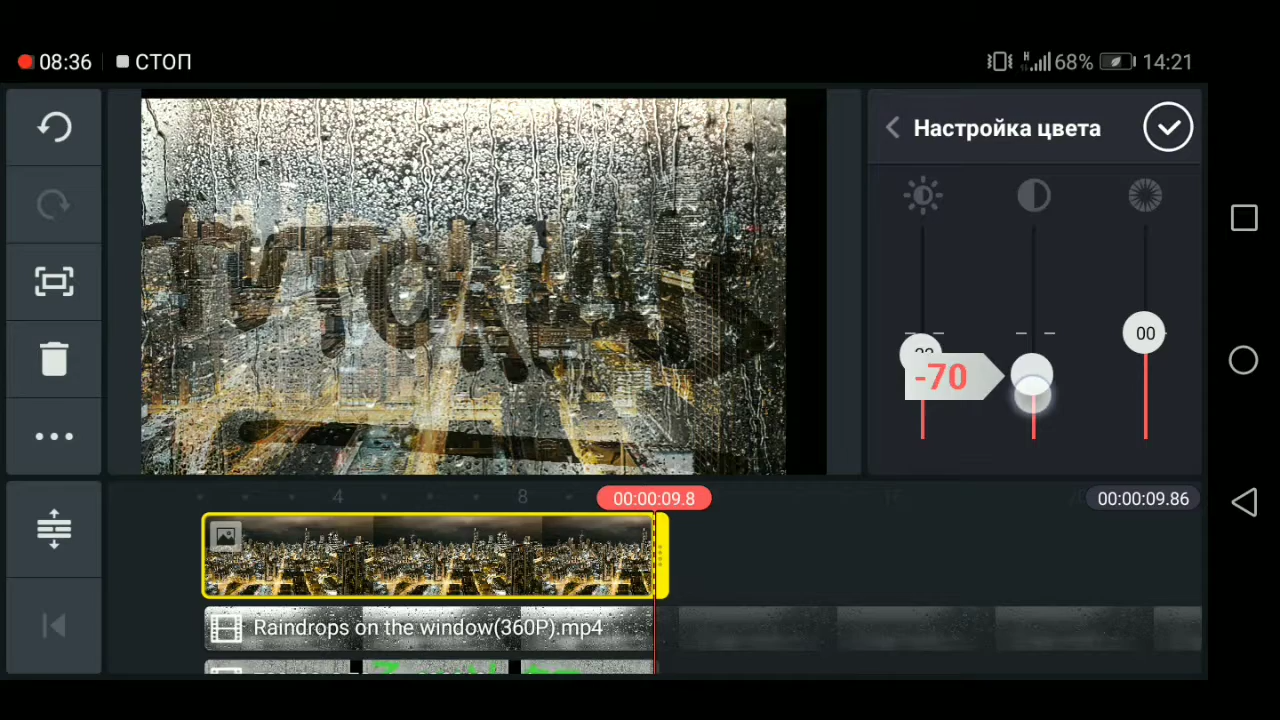 08:36 СТОП 68% 14:21
Настройка цвета
00
-70
4 8 00:00:09.8 16 00:00:09.86
Raindrops on the window(360P).mp4